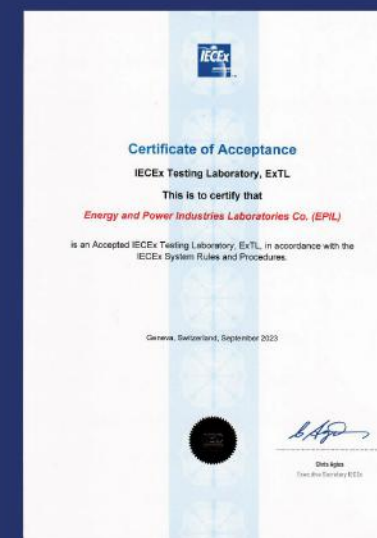 IECEx
Certificate of Acceptance
IECEx Testing Laboratory, ExTL
This is to certify that
Energy and Power Industries Laboratories Co. (EPIL)
is an Accepted IECEx Testing Laboratory, ExTL, in accordance with the
IECEx System Rules and Procedures.
Geneva, Switzerland, September 2023
IEC
Chris Agius
Executive Secretary IECEx